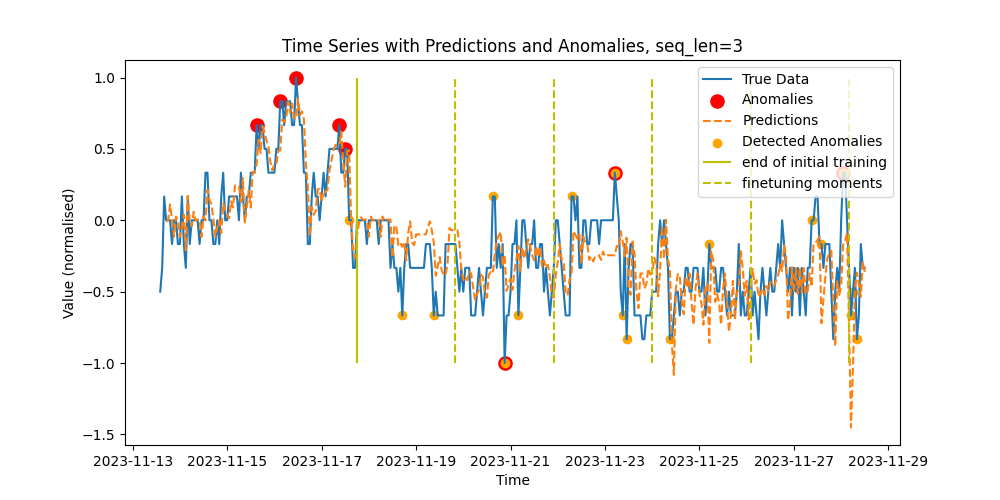 Time Series with Predictions and Anomalies, seq_len=3
True Data
Anomalies
Predictions
Detected Anomalies
end of initial training
finetuning moments
Value (normalised)
1.0
0.5
0.0
−0.5
−1.0
−1.5
2023-11-13 2023-11-15 2023-11-17 2023-11-19 2023-11-21 2023-11-23 2023-11-25 2023-11-27 2023-11-29
Time